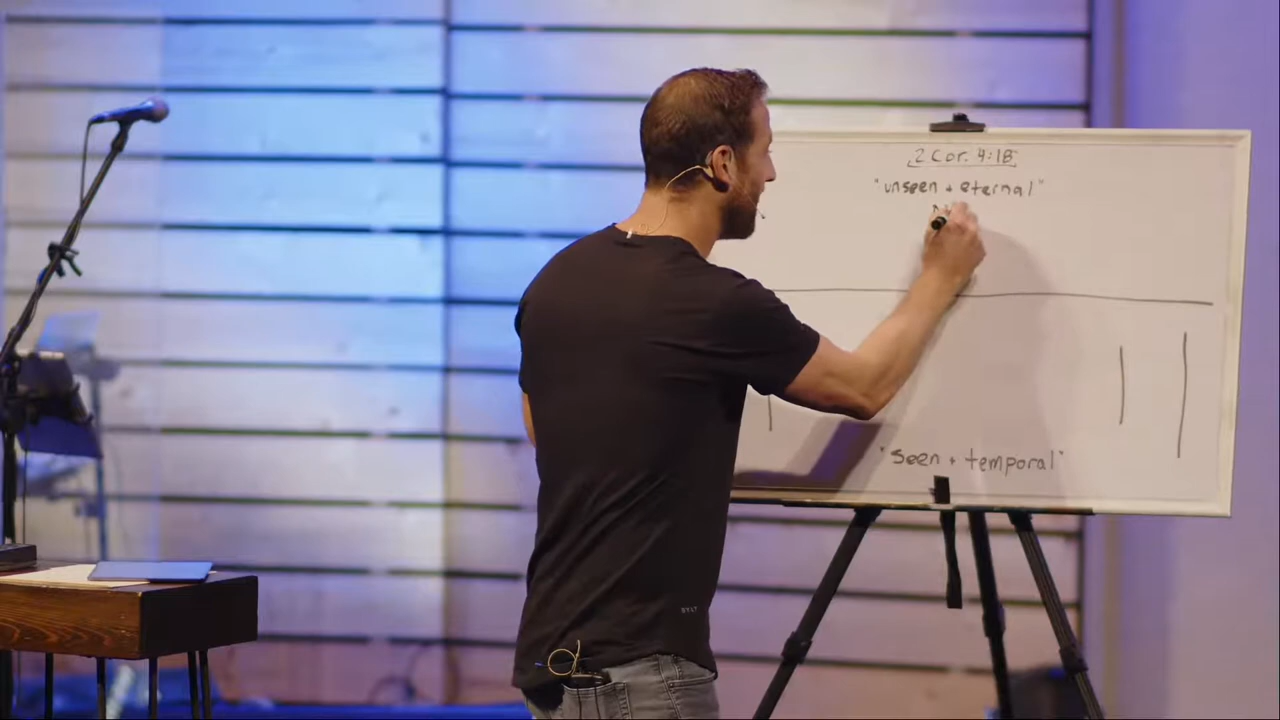 2 Cor. 4:18
"unseen + eternal"
"seen + temporal"